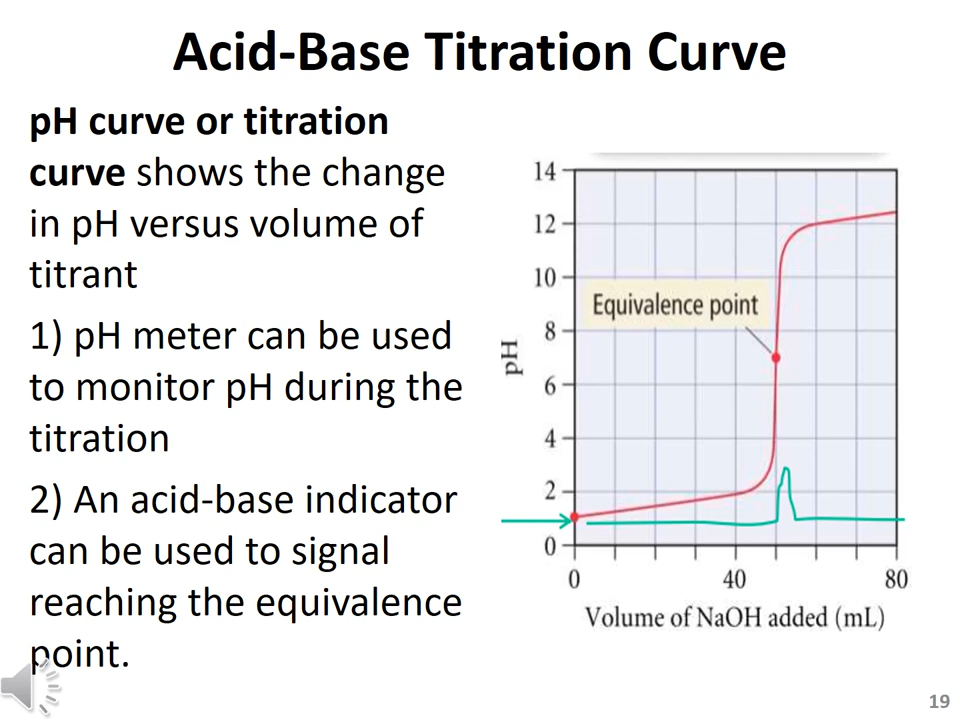 Acid-Base Titration Curve
pH curve or titration
curve shows the change
in pH versus volume of
titrant
1) pH meter can be used
to monitor pH during the
titration
2) An acid-base indicator
can be used to signal
reaching the equivalence
point.
14
12
10
Equivalence point
8
pH
6
4
2
0
0 40 80
Volume of NaOH added (mL)
19